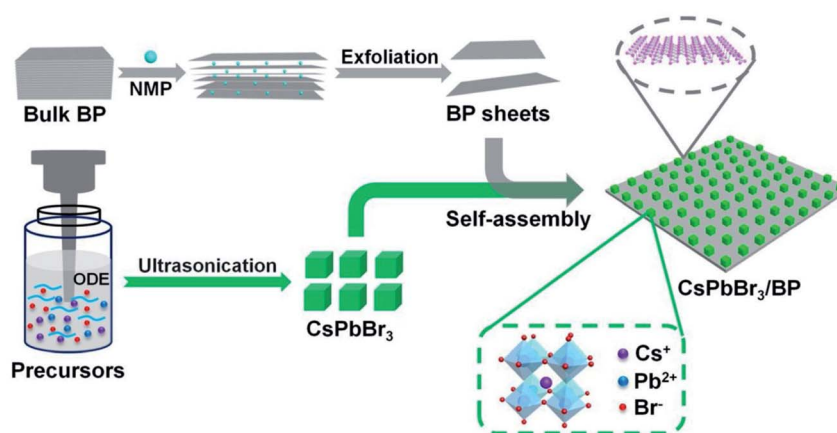 Bulk BP
NMP
Exfoliation
BP sheets
Self-assembly
Precursors
ODE
Ultrasonication
CsPbBr₃
CsPbBr₃/BP
Cs⁺
Pb²⁺
Br⁻